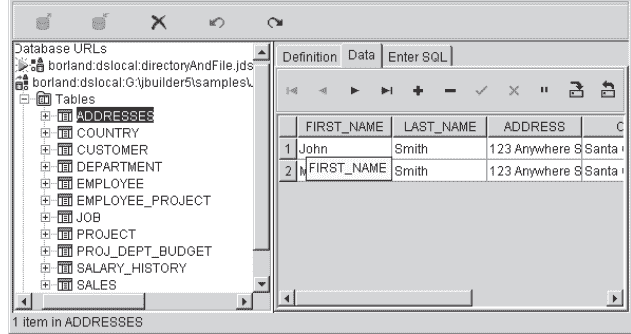 Database URLs
borland:dslocal:directoryAndFile.jds
borland:dslocal:G:\jbuilder5\samples\
Tables
ADDRESSES
COUNTRY
CUSTOMER
DEPARTMENT
EMPLOYEE
EMPLOYEE_PROJECT
JOB
PROJECT
PROJ_DEPT_BUDGET
SALARY_HISTORY
SALES
Definition Data Enter SQL
FIRST_NAME LAST_NAME ADDRESS C
1 John Smith 123 Anywhere S Santa
2 M Smith 123 Anywhere S Santa
FIRST_NAME
1 item in ADDRESSES